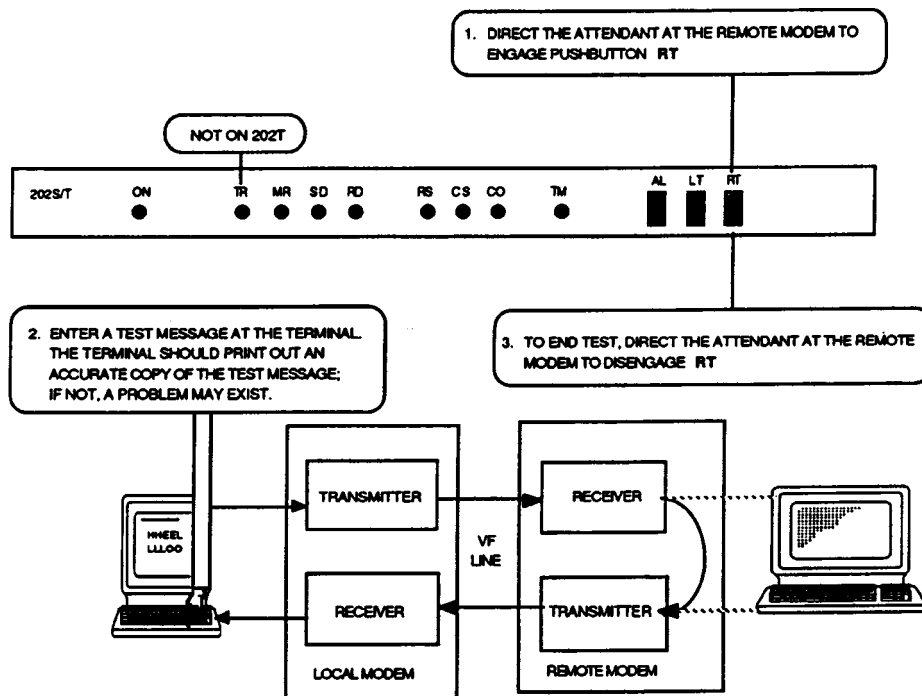 1. DIRECT THE ATTENDANT AT THE REMOTE MODEM TO
ENGAGE PUSHBUTTON RT
NOT ON 202T
202S/T
ON
TR
MR
SD
RD
RS
CS
CO
TM
AL
LT
RT
2. ENTER A TEST MESSAGE AT THE TERMINAL.
THE TERMINAL SHOULD PRINT OUT AN
ACCURATE COPY OF THE TEST MESSAGE;
IF NOT, A PROBLEM MAY EXIST.
3. TO END TEST, DIRECT THE ATTENDANT AT THE REMOTE
MODEM TO DISENGAGE RT
HHEEL
LLLOO
TRANSMITTER
RECEIVER
LOCAL MODEM
VF
LINE
RECEIVER
TRANSMITTER
REMOTE MODEM